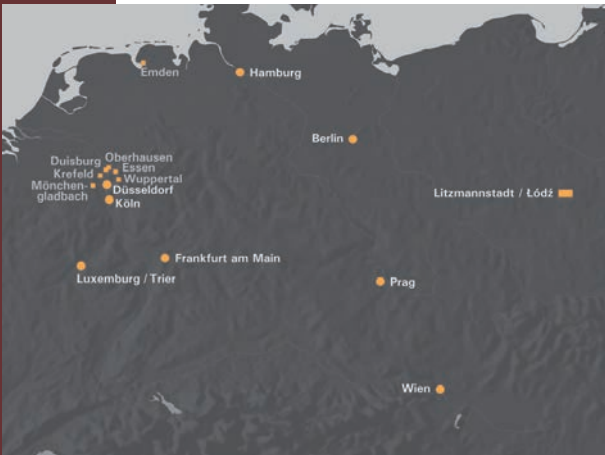 Emden
Hamburg
Berlin
Oberhausen
Duisburg
Essen
Krefeld
Wuppertal
Mönchen-
gladbach
Düsseldorf
Köln
Litzmannstadt / Łódź
Frankfurt am Main
Luxemburg / Trier
Prag
Wien